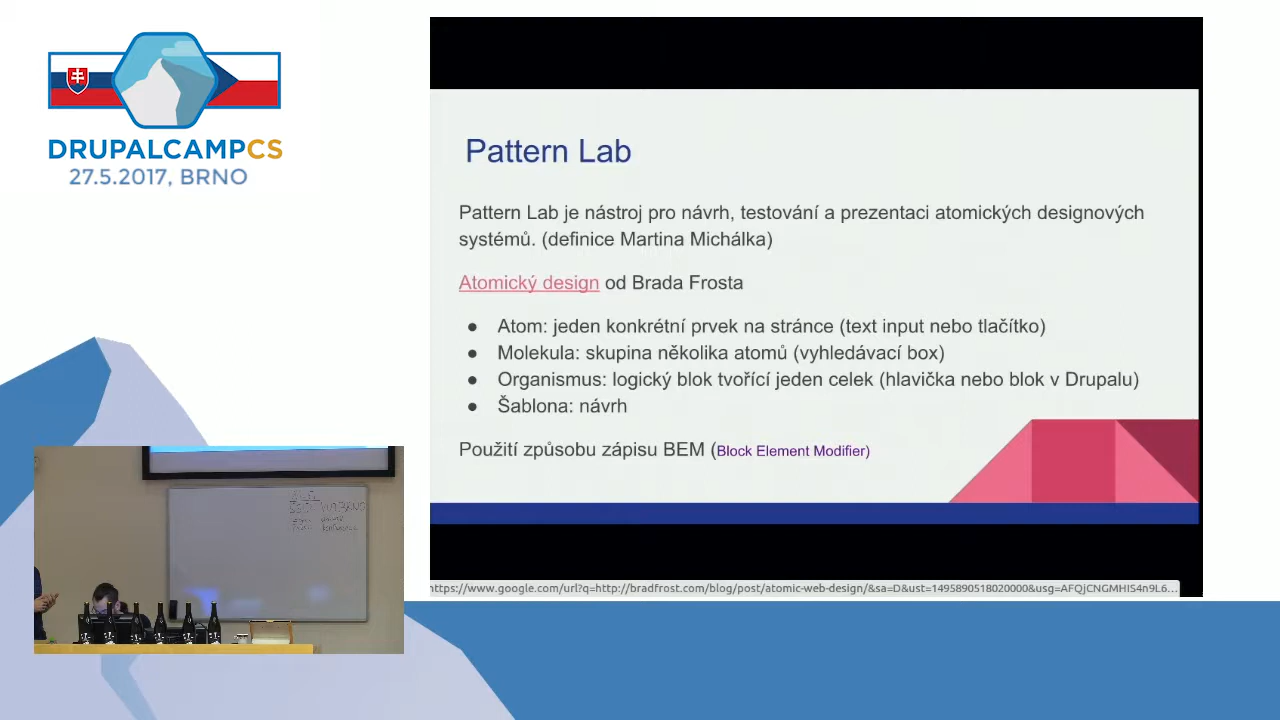 DRUPALCAMPCS
27.5.2017, BRNO
Pattern Lab
Pattern Lab je nástroj pro návrh, testování a prezentaci atomických designových
systémů. (definice Martina Michálka)
Atomický design od Brada Frosta
● Atom: jeden konkrétní prvek na stránce (text input nebo tlačítko)
● Molekula: skupina několika atomů (vyhledávací box)
● Organismus: logický blok tvořící jeden celek (hlavička nebo blok v Drupalu)
● Šablona: návrh
Použití způsobu zápisu BEM (Block Element Modifier)
https://www.google.com/url?q=http://bradfrost.com/blog/post/atomic-web-design/&sa=D&ust=1495890518020000&usg=AFQjCNGMHIS4n9L6...